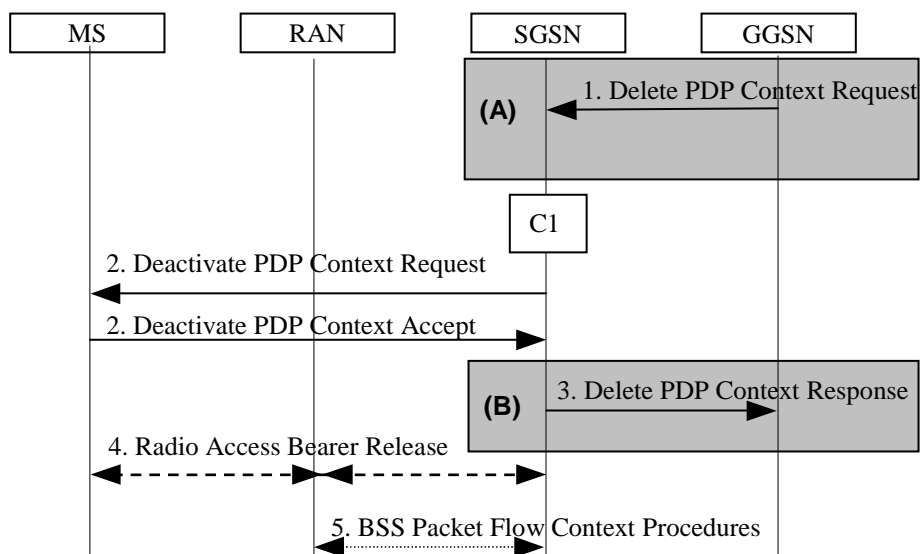 MS RAN SGSN GGSN
1. Delete PDP Context Request
(A)
C1
2. Deactivate PDP Context Request
2. Deactivate PDP Context Accept
3. Delete PDP Context Response
(B)
4. Radio Access Bearer Release
5. BSS Packet Flow Context Procedures